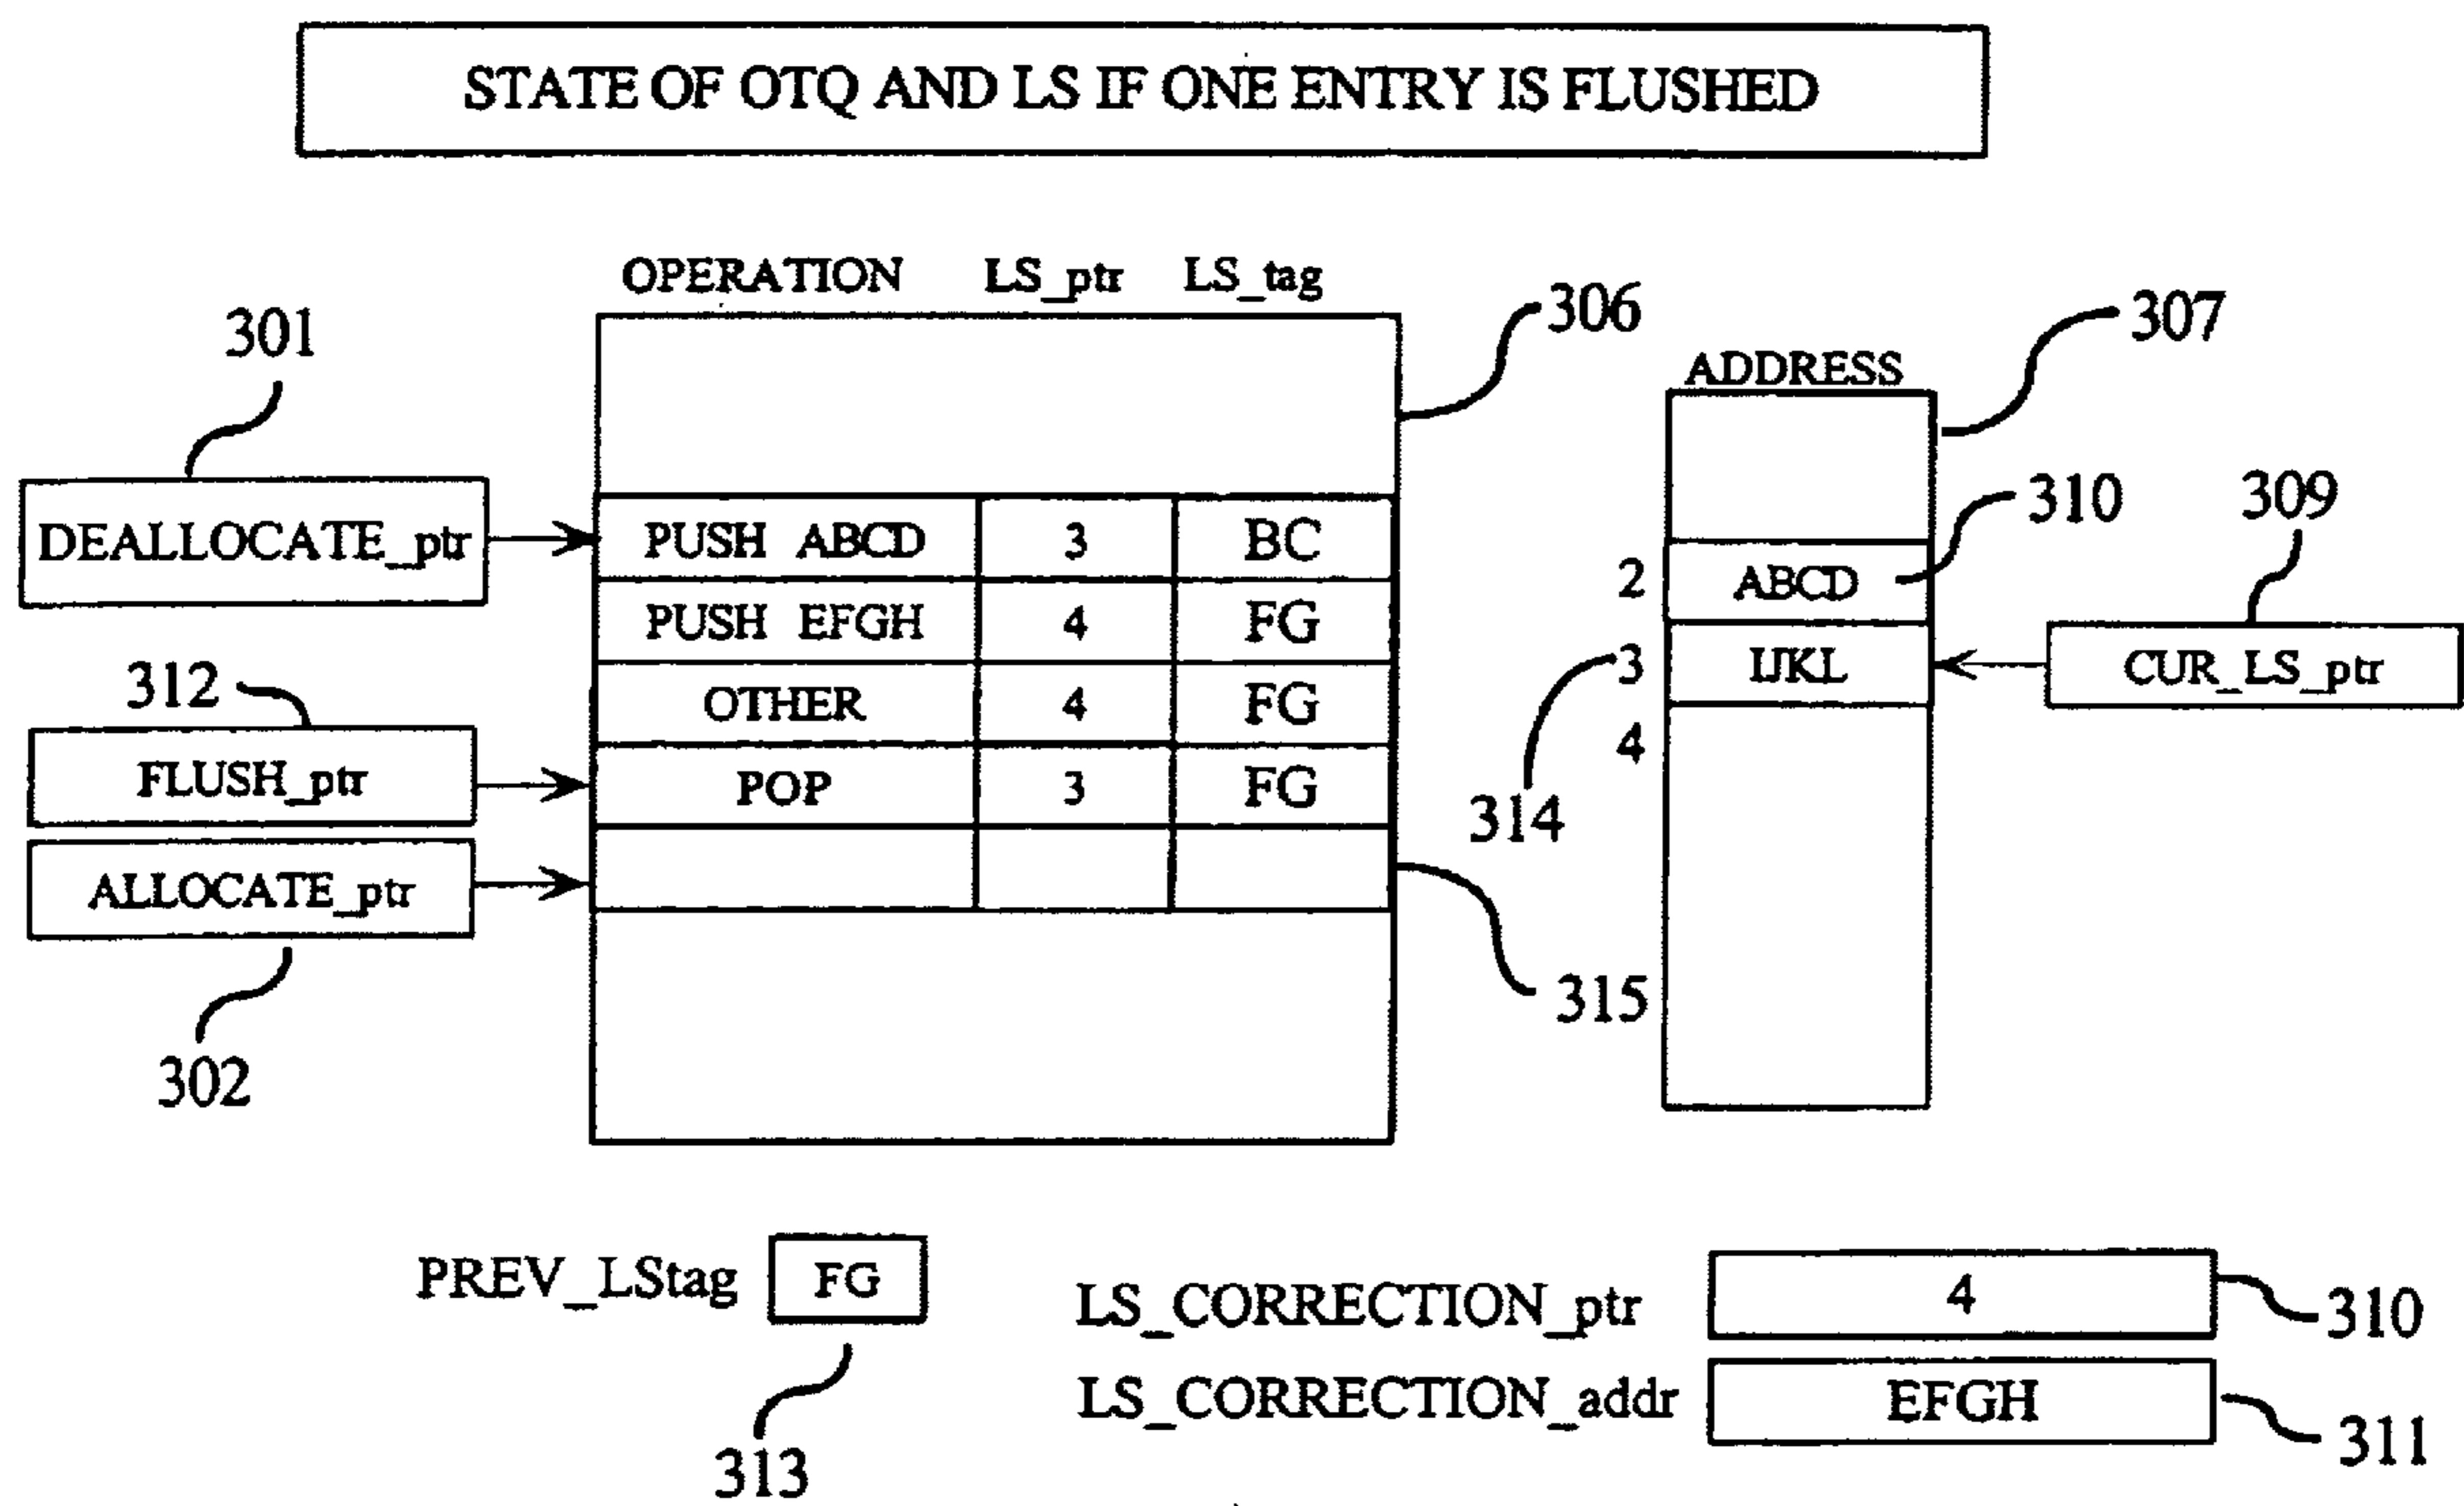 STATE OF OTQ AND LS IF ONE ENTRY IS FLUSHED
OPERATION LS_ptr LS_tag
306
307
301
ADDRESS
DEALLOCATE_ptr
PUSH ABCD 3 BC
310
309
2 ABCD
PUSH EFGH 4 FG
3 IJKL
CUR_LS_ptr
312
OTHER 4 FG
4
FLUSH_ptr
POP 3 FG
314
ALLOCATE_ptr
315
302
PREV_LStag FG
LS_CORRECTION_ptr 4
310
LS_CORRECTION_addr EFGH
311
313